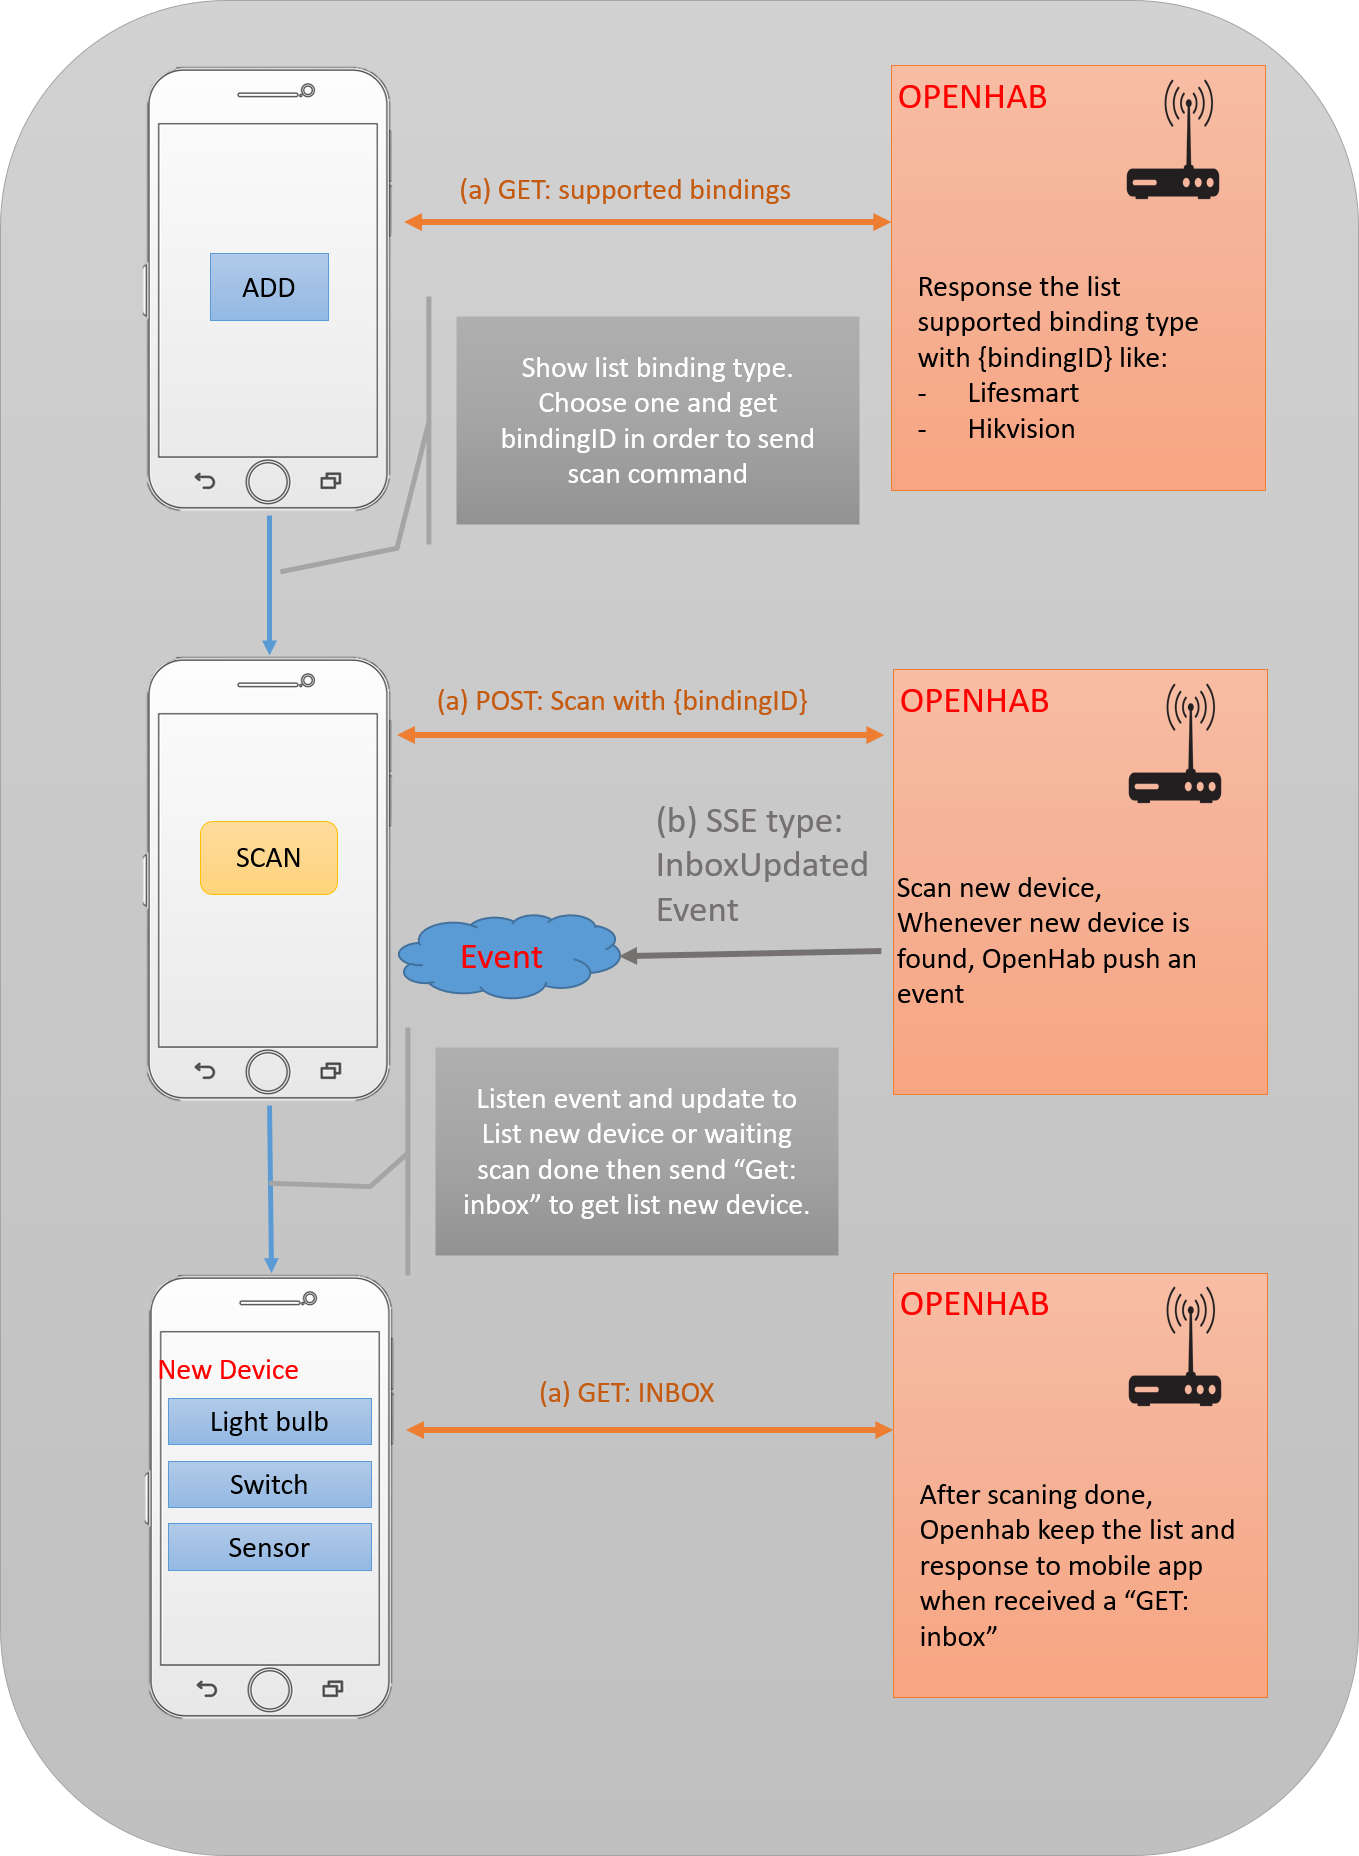 OPENHAB
(a) GET: supported bindings
ADD
Response the list
supported binding type
with {bindingID} like:
- Lifesmart
- Hikvision
Show list binding type.
Choose one and get
bindingID in order to send
scan command
OPENHAB
(a) POST: Scan with {bindingID}
(b) SSE type:
InboxUpdated
Event
SCAN
Event
Scan new device,
Whenever new device is
found, OpenHab push an
event
Listen event and update to
List new device or waiting
scan done then send “Get:
inbox” to get list new device.
OPENHAB
(a) GET: INBOX
New Device
Light bulb
Switch
Sensor
After scaning done,
Openhab keep the list and
response to mobile app
when received a “GET:
inbox”